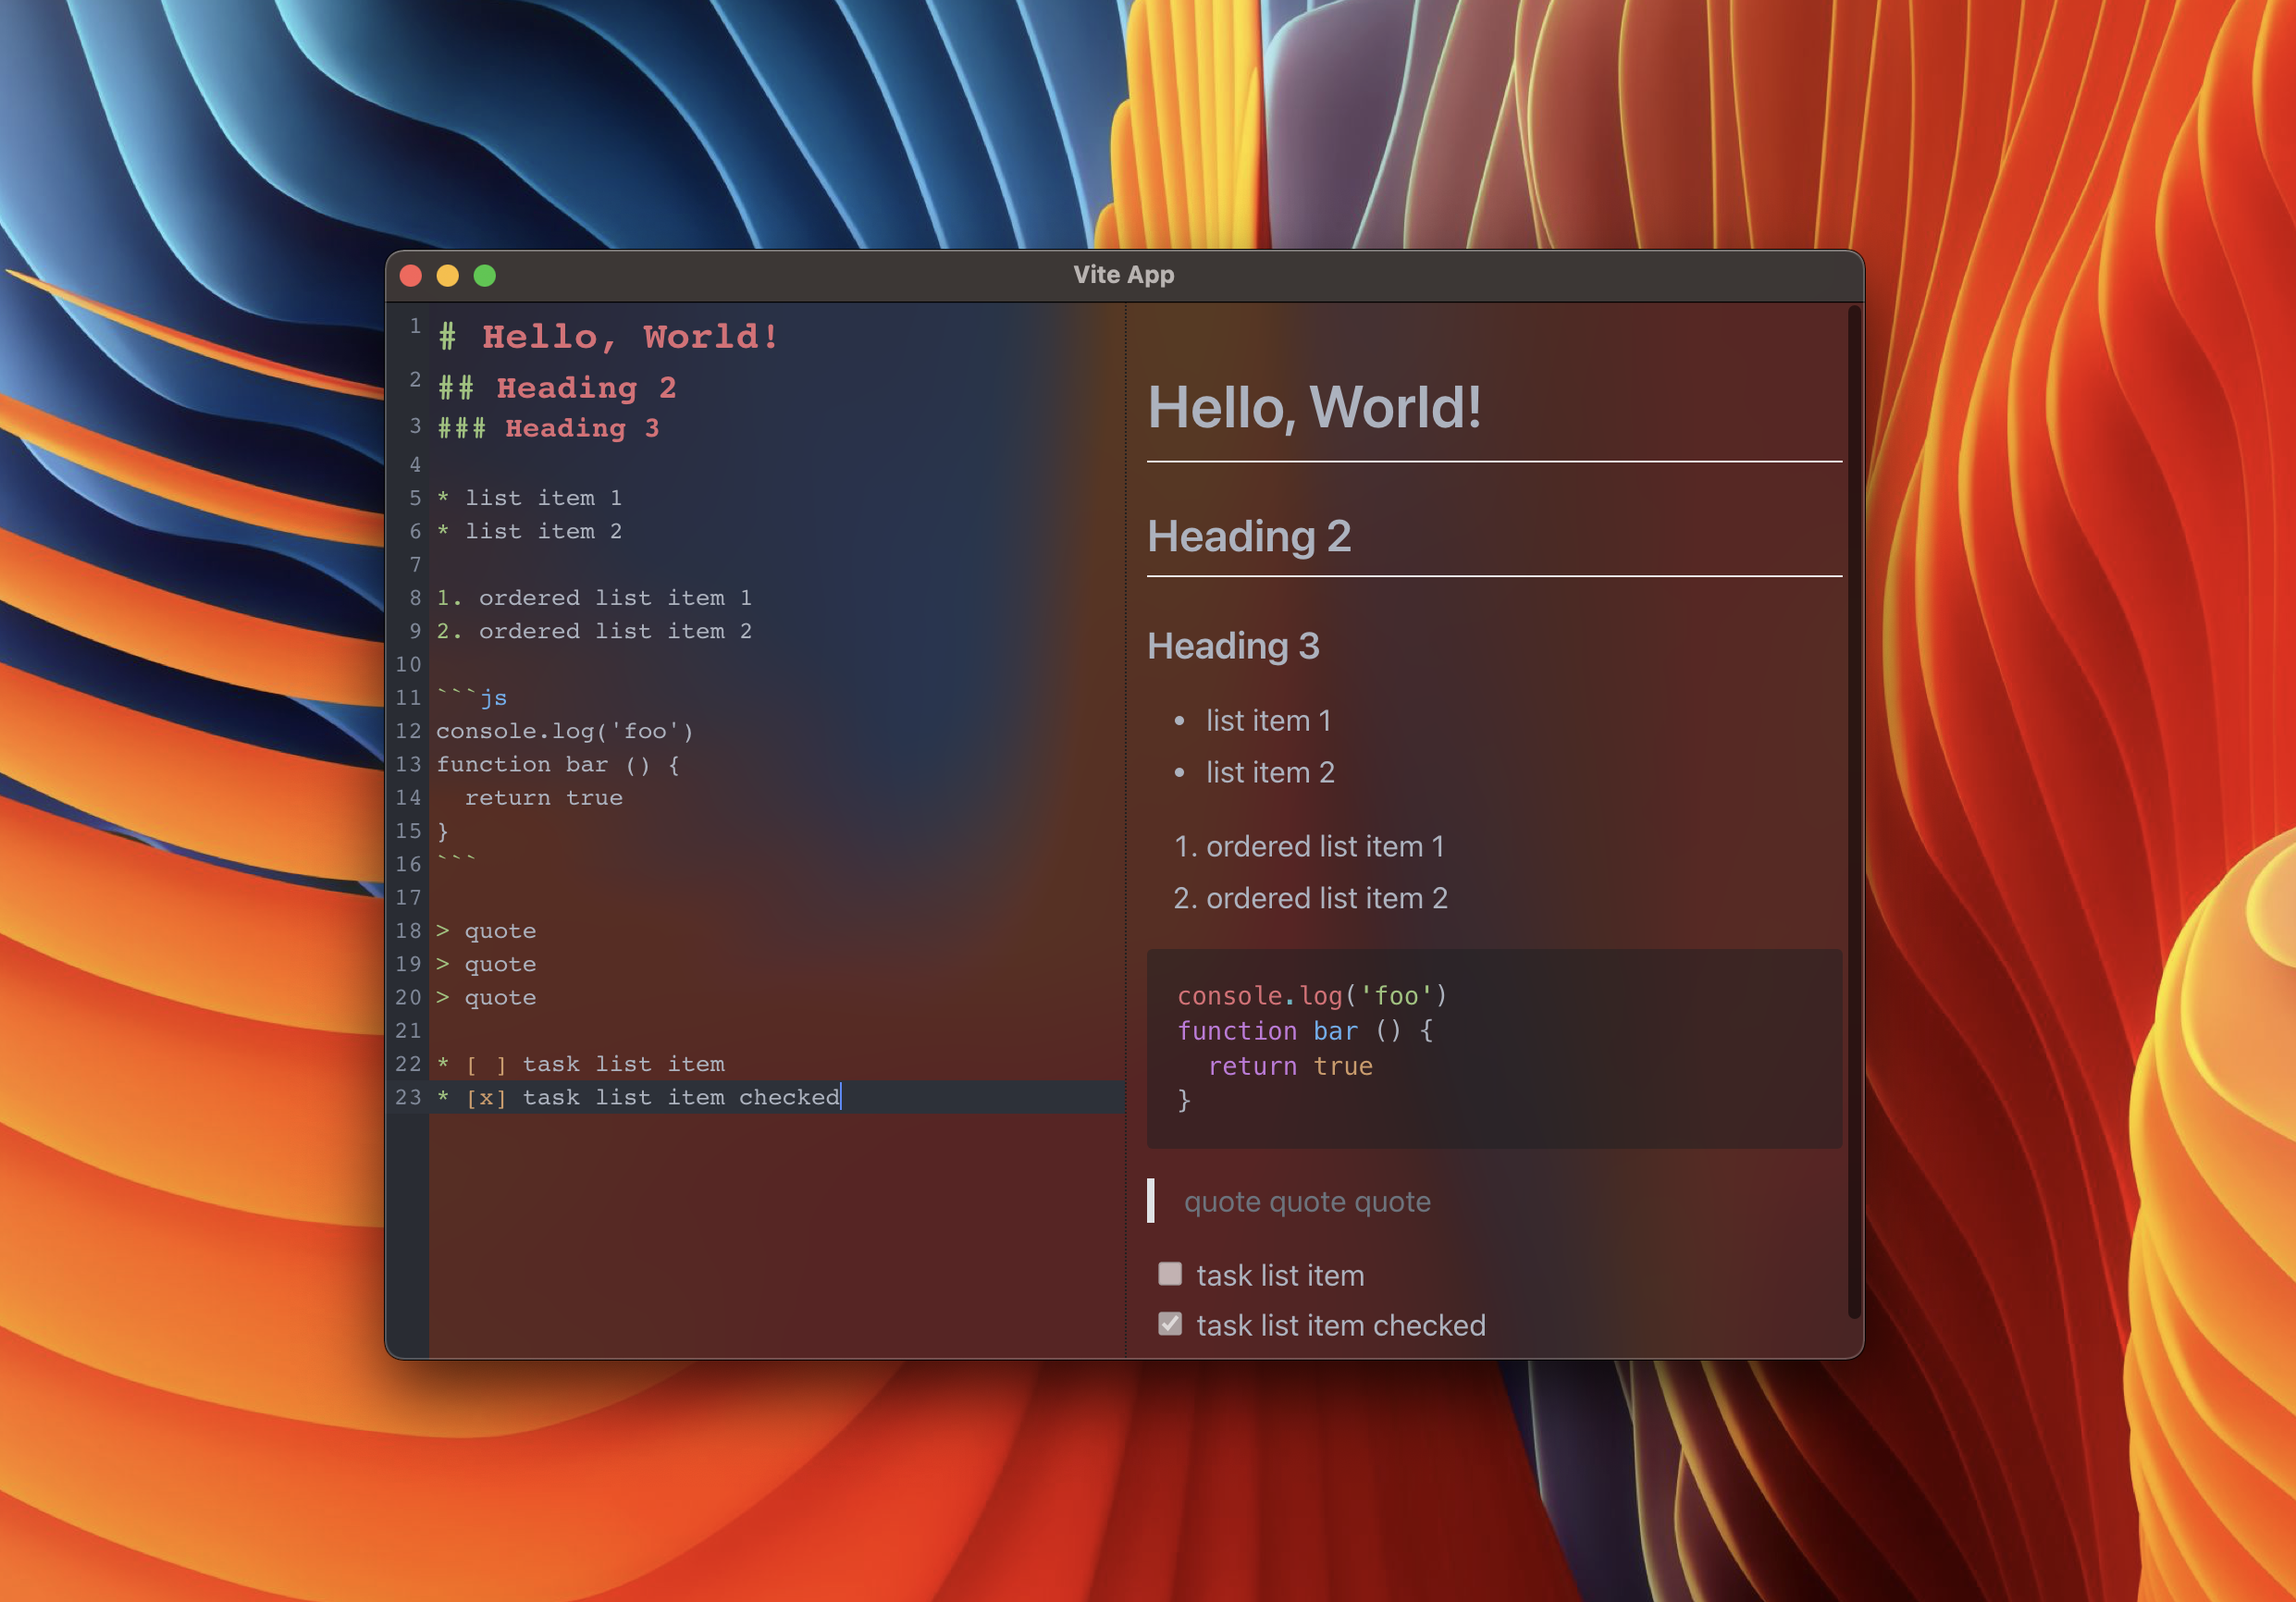 Vite App
1 # Hello, World!
2 ## Heading 2
3 ### Heading 3
4
5 * list item 1
6 * list item 2
7
8 1. ordered list item 1
9 2. ordered list item 2
10
11 ```js
12 console.log('foo')
13 function bar () {
14   return true
15 }
16 ```
17
18 > quote
19 > quote
20 > quote
21
22 * [ ] task list item
23 * [x] task list item checked
Hello, World!
Heading 2
Heading 3
• list item 1
• list item 2
1. ordered list item 1
2. ordered list item 2
console.log('foo')
function bar () {
  return true
}
quote quote quote
task list item
task list item checked